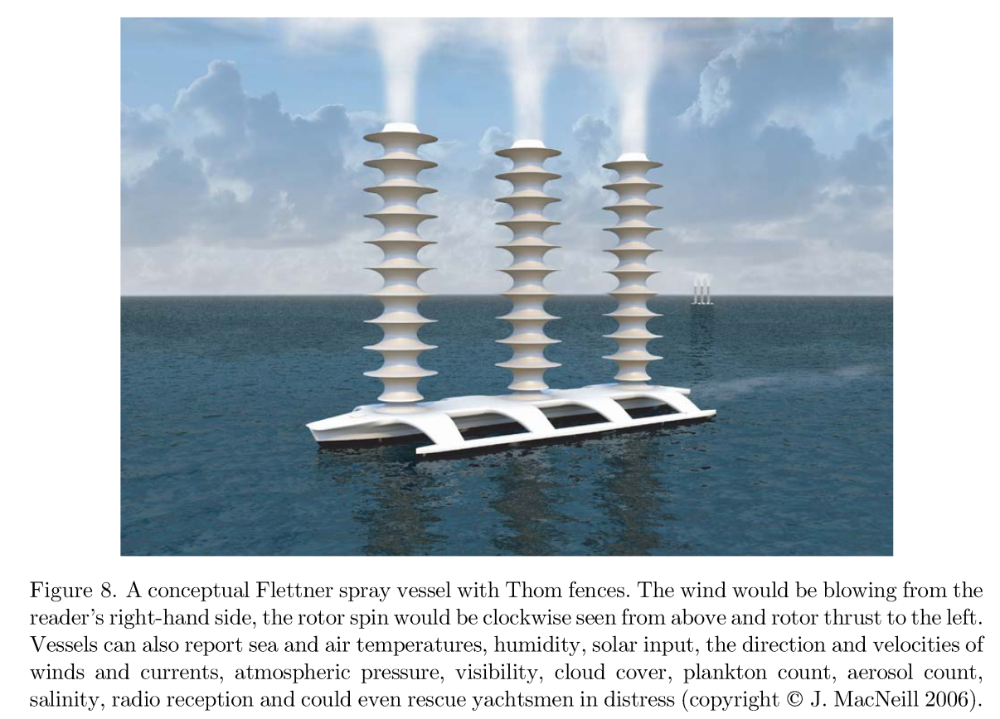 Figure 8. A conceptual Flettner spray vessel with Thom fences. The wind would be blowing from the
reader's right-hand side, the rotor spin would be clockwise seen from above and rotor thrust to the left.
Vessels can also report sea and air temperatures, humidity, solar input, the direction and velocities of
winds and currents, atmospheric pressure, visibility, cloud cover, plankton count, aerosol count,
salinity, radio reception and could even rescue yachtsmen in distress (copyright © J. MacNeill 2006).